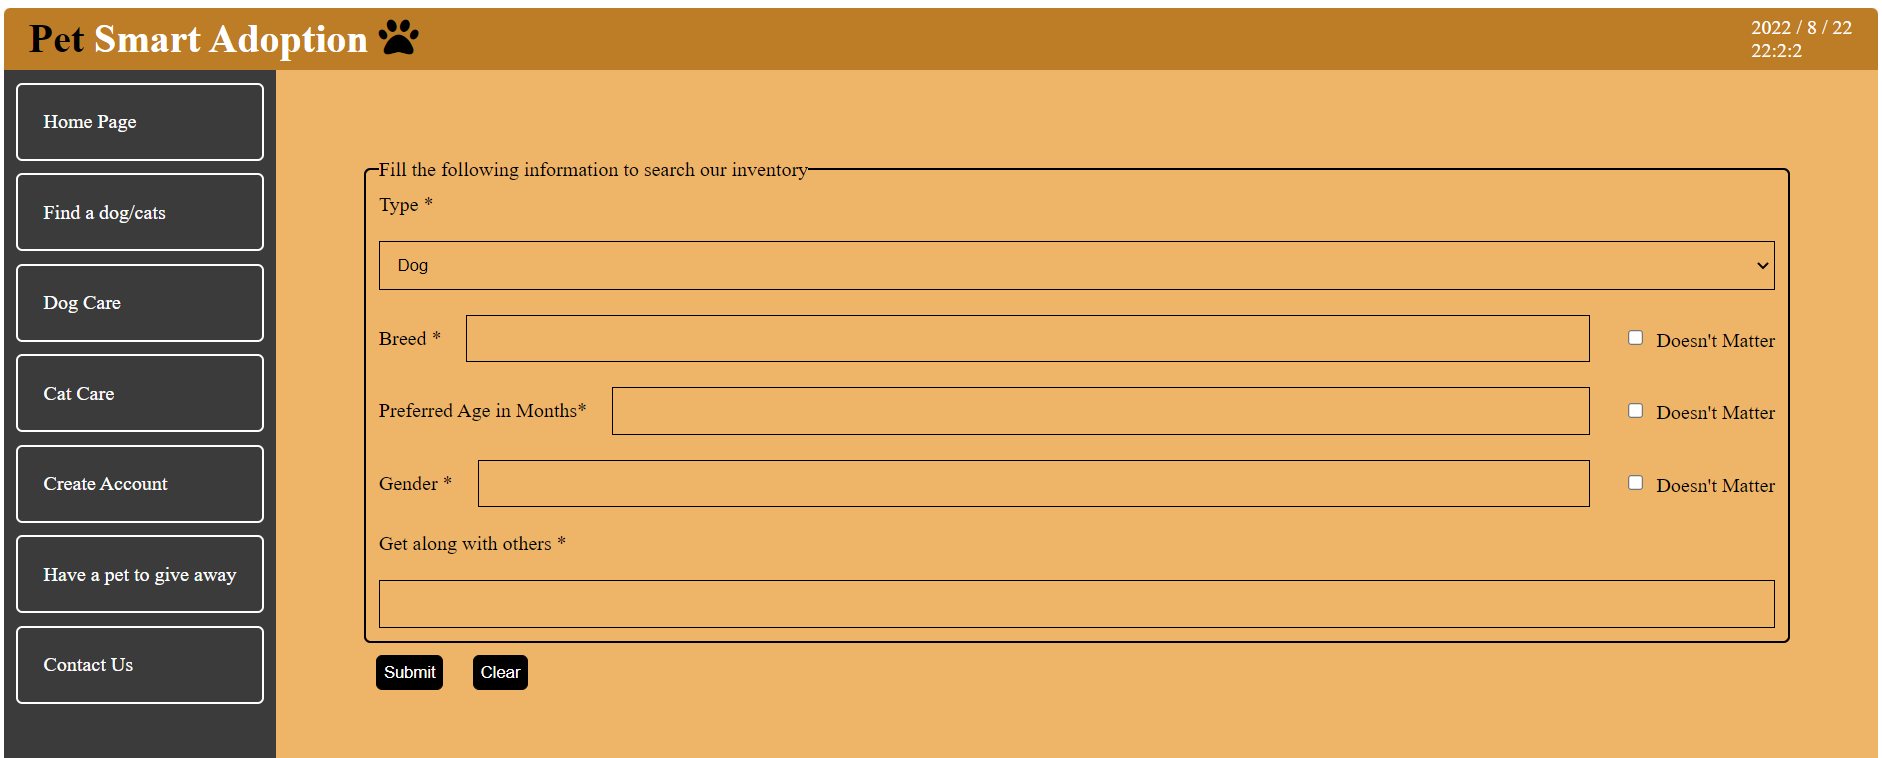 Pet Smart Adoption
2022 / 8 / 22
22:2:2
Home Page
Find a dog/cats
Dog Care
Cat Care
Create Account
Have a pet to give away
Contact Us
Fill the following information to search our inventory
Type *
Dog
Breed * Doesn't Matter
Preferred Age in Months* Doesn't Matter
Gender * Doesn't Matter
Get along with others *
Submit Clear